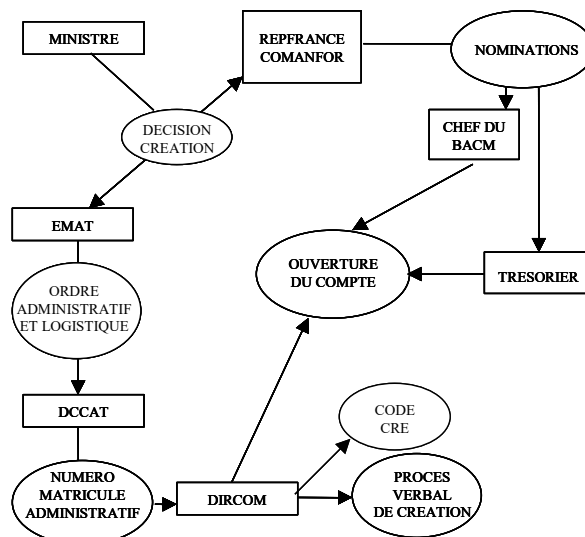 MINISTRE
REPFRANCE
COMANFOR
NOMINATIONS
DECISION
CREATION
CHEF DU
BACM
EMAT
OUVERTURE
DU COMPTE
TRESORIER
ORDRE
ADMINISTRATIF
ET LOGISTIQUE
DCCAT
CODE
CRE
NUMERO
MATRICULE
ADMINISTRATIF
DIRCOM
PROCES
VERBAL
DE CREATION